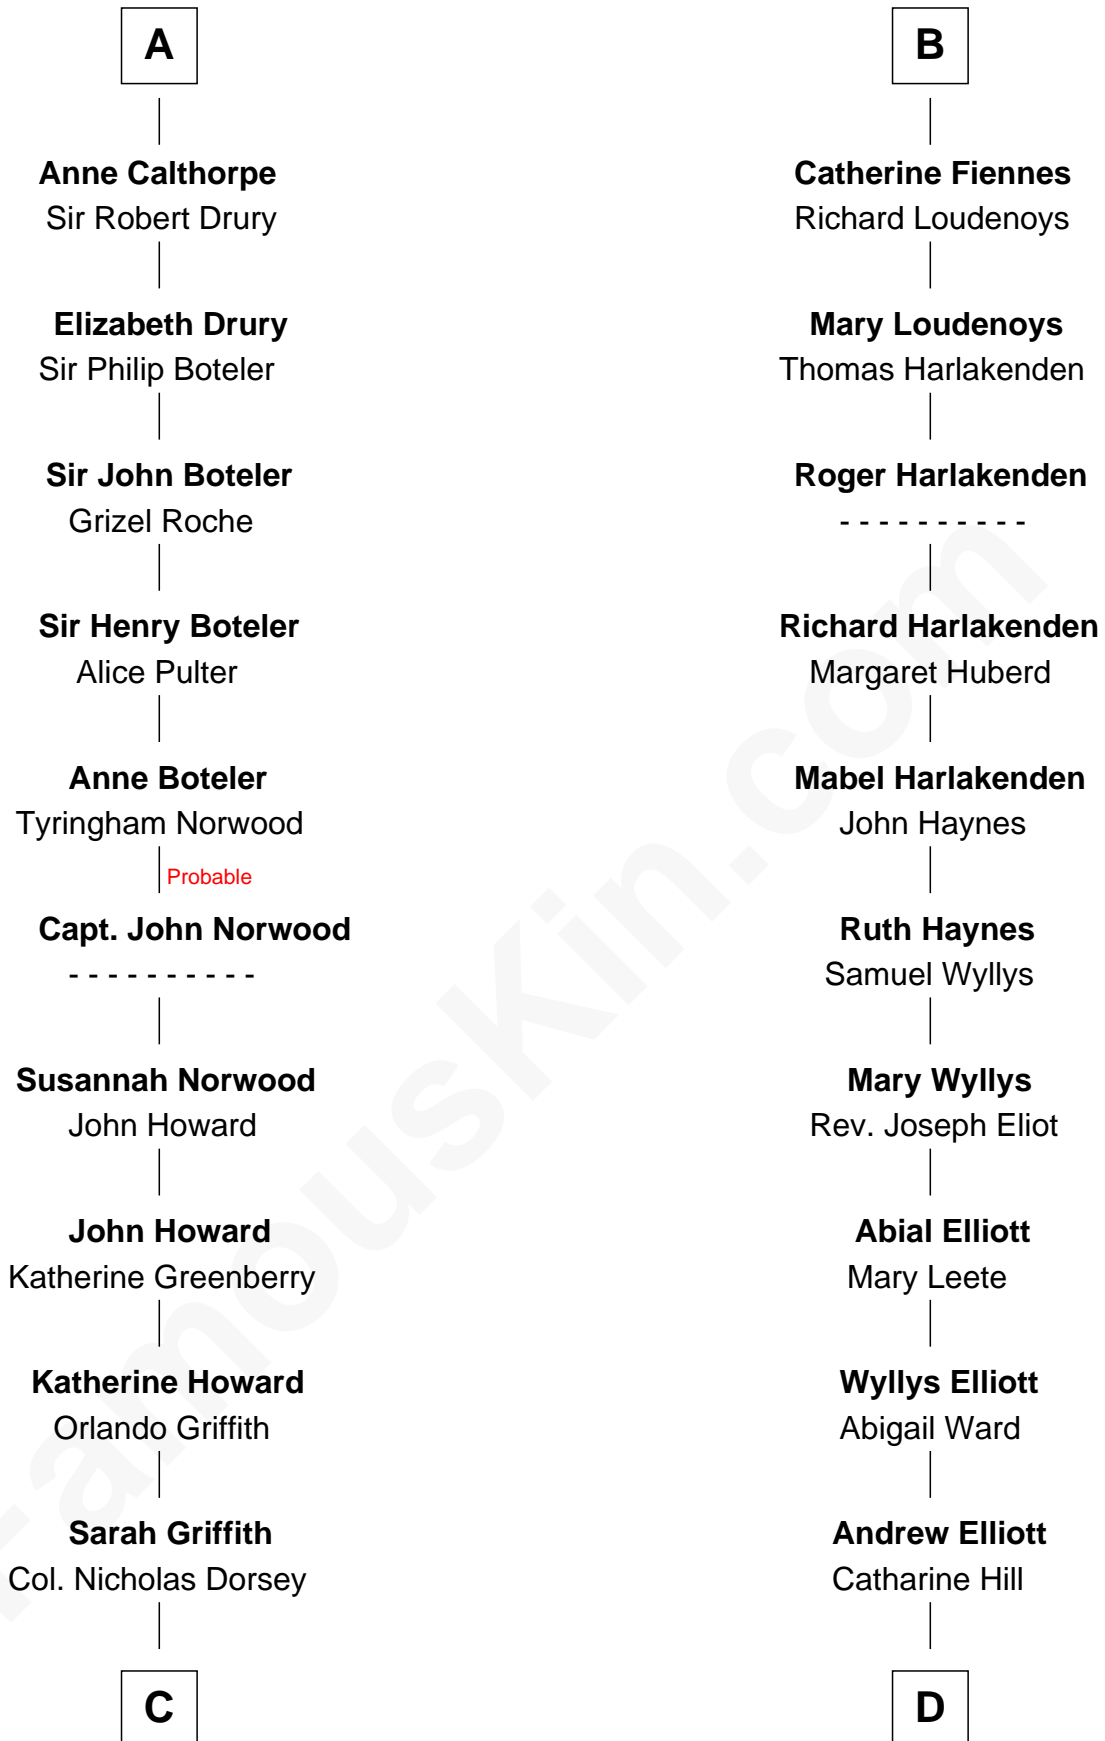 A
Anne Calthorpe
Sir Robert Drury
Elizabeth Drury
Sir Philip Boteler
Sir John Boteler
Grizel Roche
Sir Henry Boteler
Alice Pulter
Anne Boteler
Tyringham Norwood
Probable
Capt. John Norwood
- - - - - - - - - -
Susannah Norwood
John Howard
John Howard
Katherine Greenberry
Katherine Howard
Orlando Griffith
Sarah Griffith
Col. Nicholas Dorsey
C
B
Catherine Fiennes
Richard Loudenoys
Mary Loudenoys
Thomas Harlakenden
Roger Harlakenden
- - - - - - - - - -
Richard Harlakenden
Margaret Huberd
Mabel Harlakenden
John Haynes
Ruth Haynes
Samuel Wyllys
Mary Wyllys
Rev. Joseph Eliot
Abial Elliott
Mary Leete
Wyllys Elliott
Abigail Ward
Andrew Elliott
Catharine Hill
D
FamousKin.com